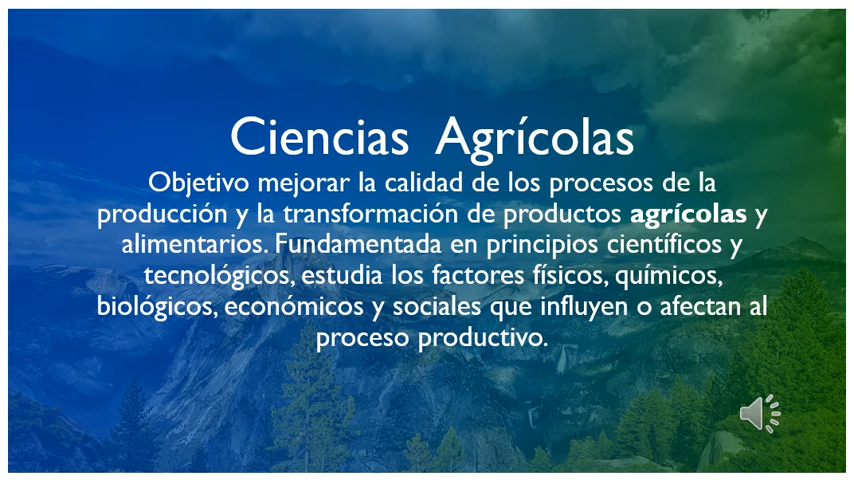 Ciencias Agrícolas
Objetivo mejorar la calidad de los procesos de la
producción y la transformación de productos agrícolas y
alimentarios. Fundamentada en principios científicos y
tecnológicos, estudia los factores físicos, químicos,
biológicos, económicos y sociales que influyen o afectan al
proceso productivo.